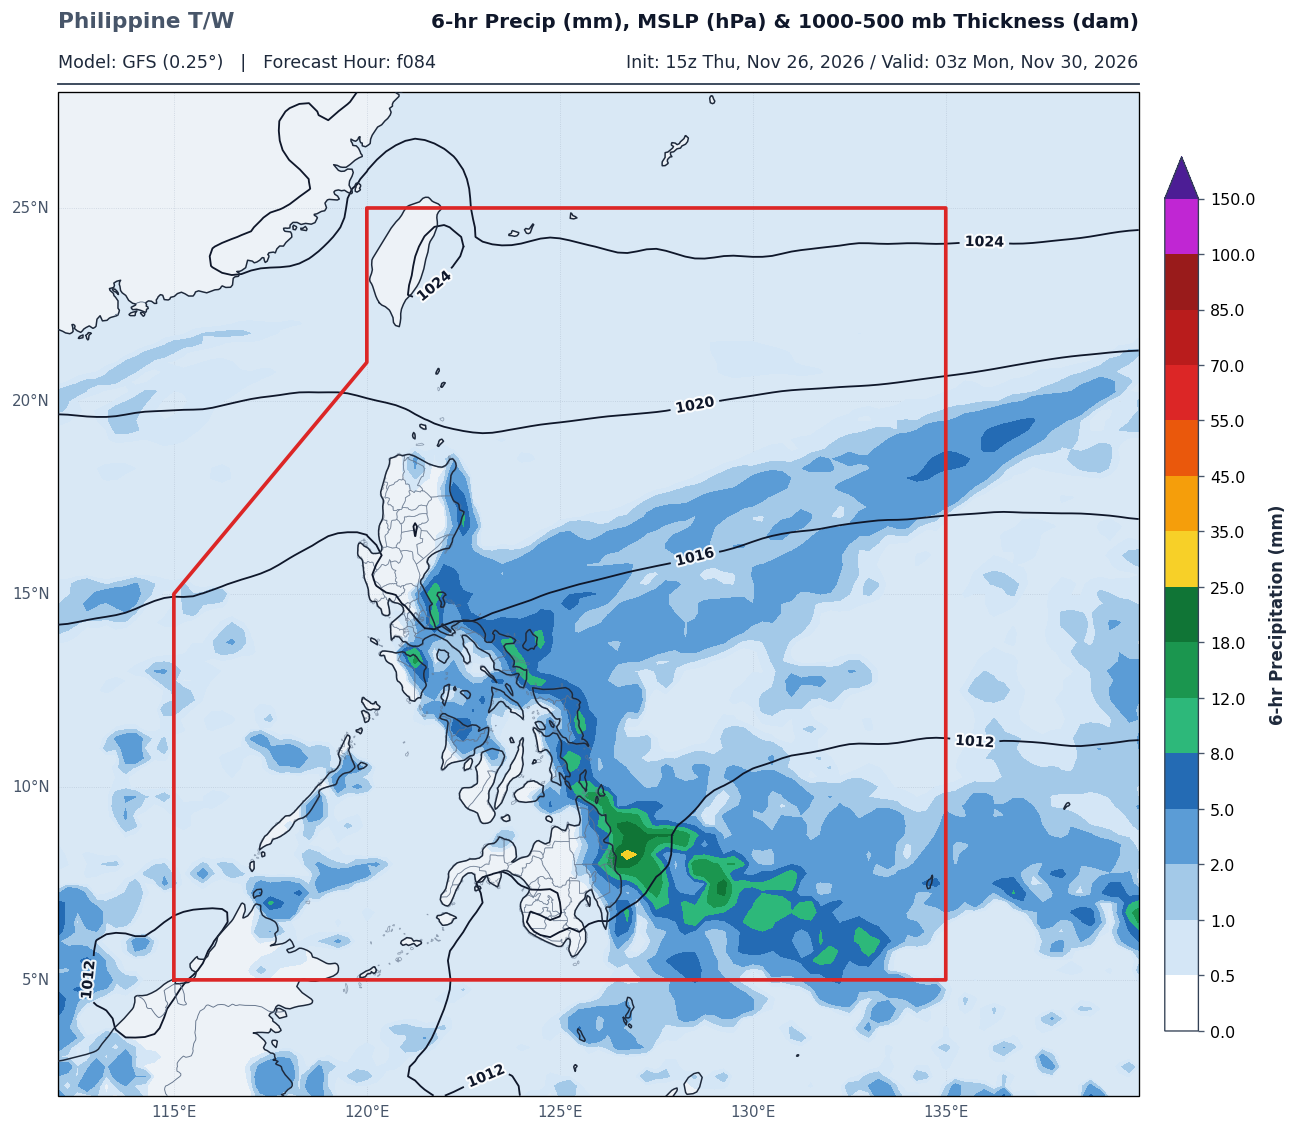 Philippine T/W
6-hr Precip (mm), MSLP (hPa) & 1000-500 mb Thickness (dam)
Model: GFS (0.25°) | Forecast Hour: f084
Init: 15z Thu, Nov 26, 2026 / Valid: 03z Mon, Nov 30, 2026
25°N
20°N
15°N
10°N
5°N
1024
1024
1020
1016
1012
1012
1012
115°E
120°E
125°E
130°E
135°E
150.0
100.0
85.0
70.0
55.0
45.0
35.0
25.0
18.0
12.0
8.0
5.0
2.0
1.0
0.5
0.0
6-hr Precipitation (mm)